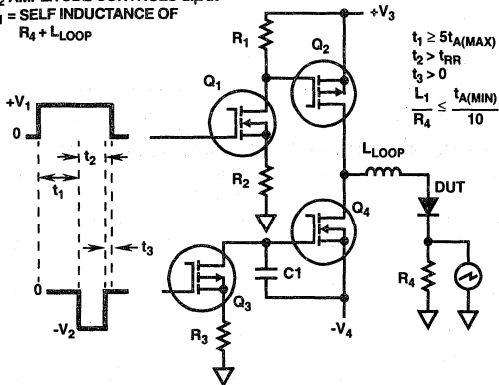 1 = SELF INDUCTANCE OF
R4 + LLOOP
+V3
t1 ≥ 5tA(MAX)
t2 > tRR
t3 > 0
L1/R4 ≤ tA(MIN)/10
R1
Q2
Q1
+V1
0
t2
t1
t3
R2
LLOOP
DUT
Q4
C1
R4
Q3
0
-V2
R3
-V4